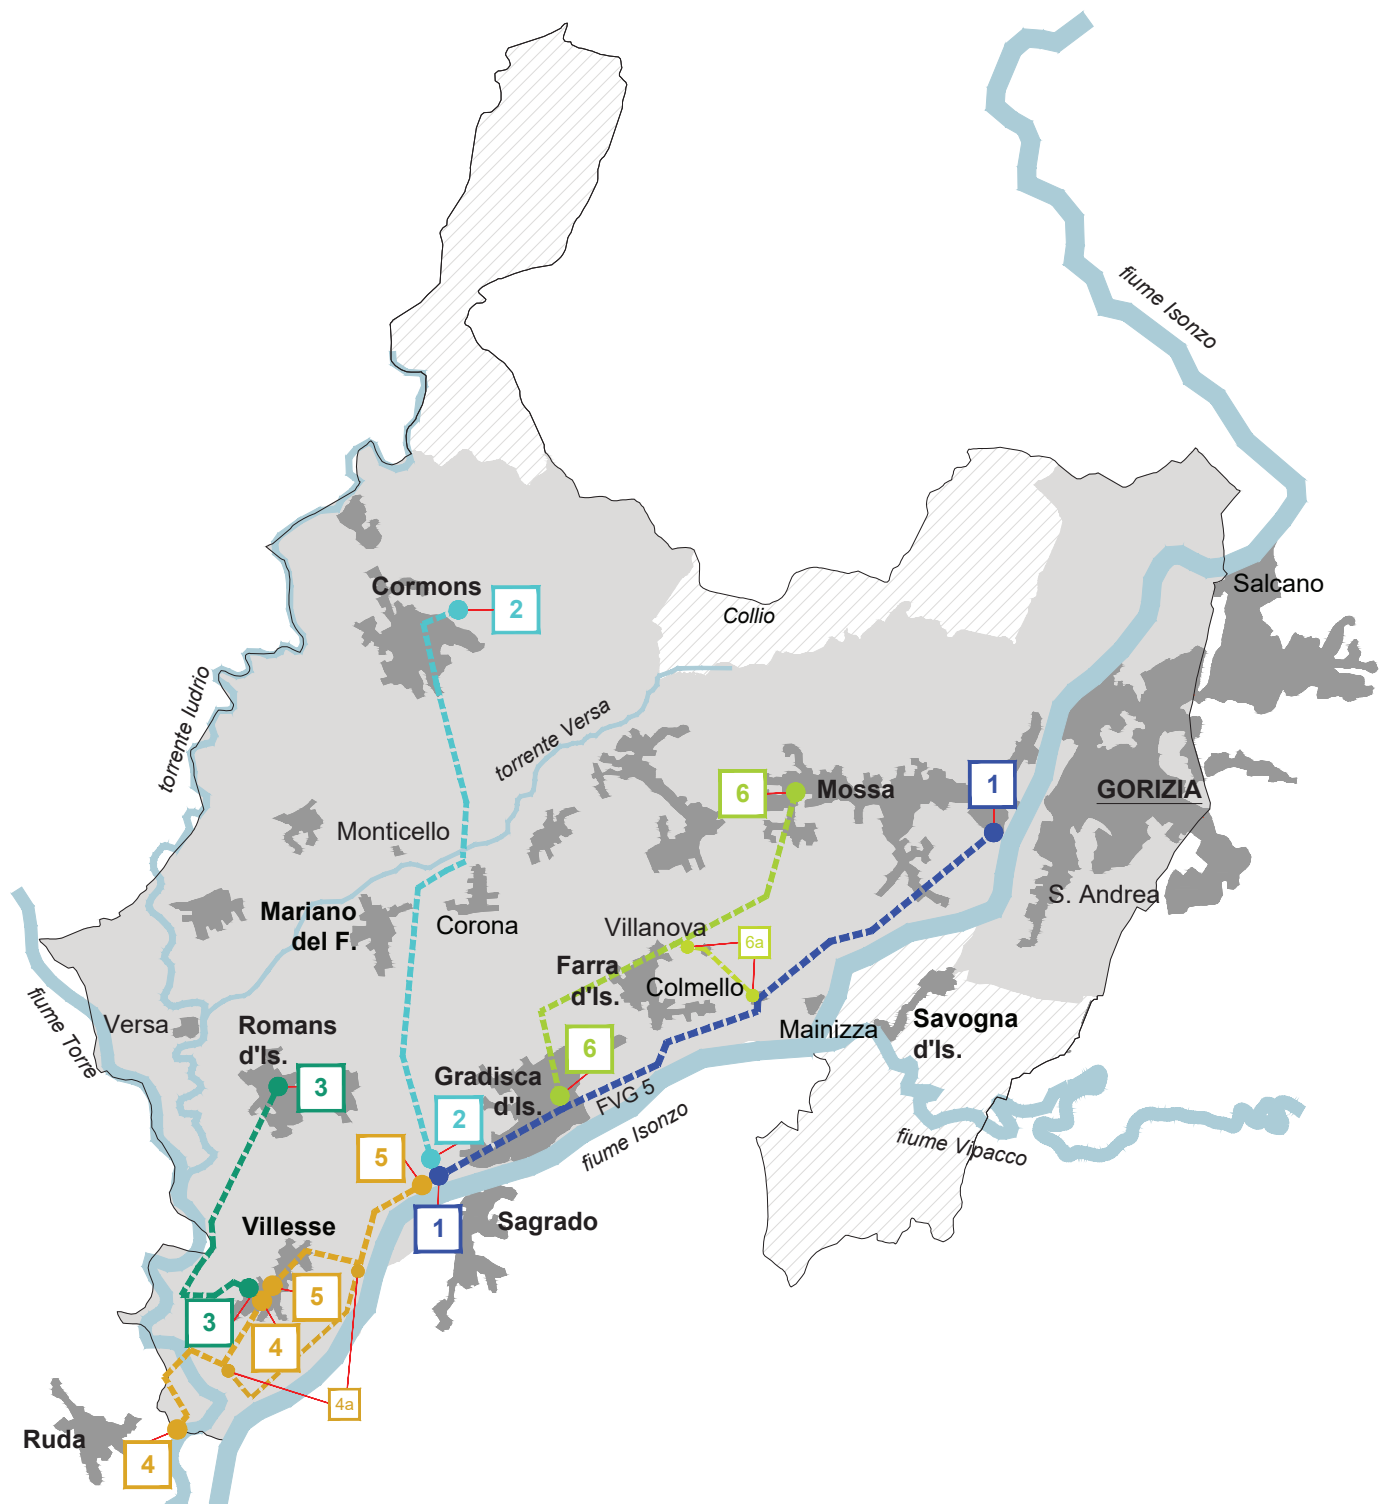 fiume Isonzo
Salcano
Cormons
2
Collio
torrente Iudrio
torrente Versa
6
Mossa
1
GORIZIA
Monticello
S. Andrea
Mariano
del F.
Corona
Villanova
6a
Farra
d'Is.
Colmello
fiume Torre
Versa
Romans
d'Is.
Mainizza
Savogna
d'Is.
6
3
Gradisca
d'Is.
FVG 5
2
fiume Isonzo
fiume Vipacco
5
Villesse
1
Sagrado
5
3
4
4a
Ruda
4